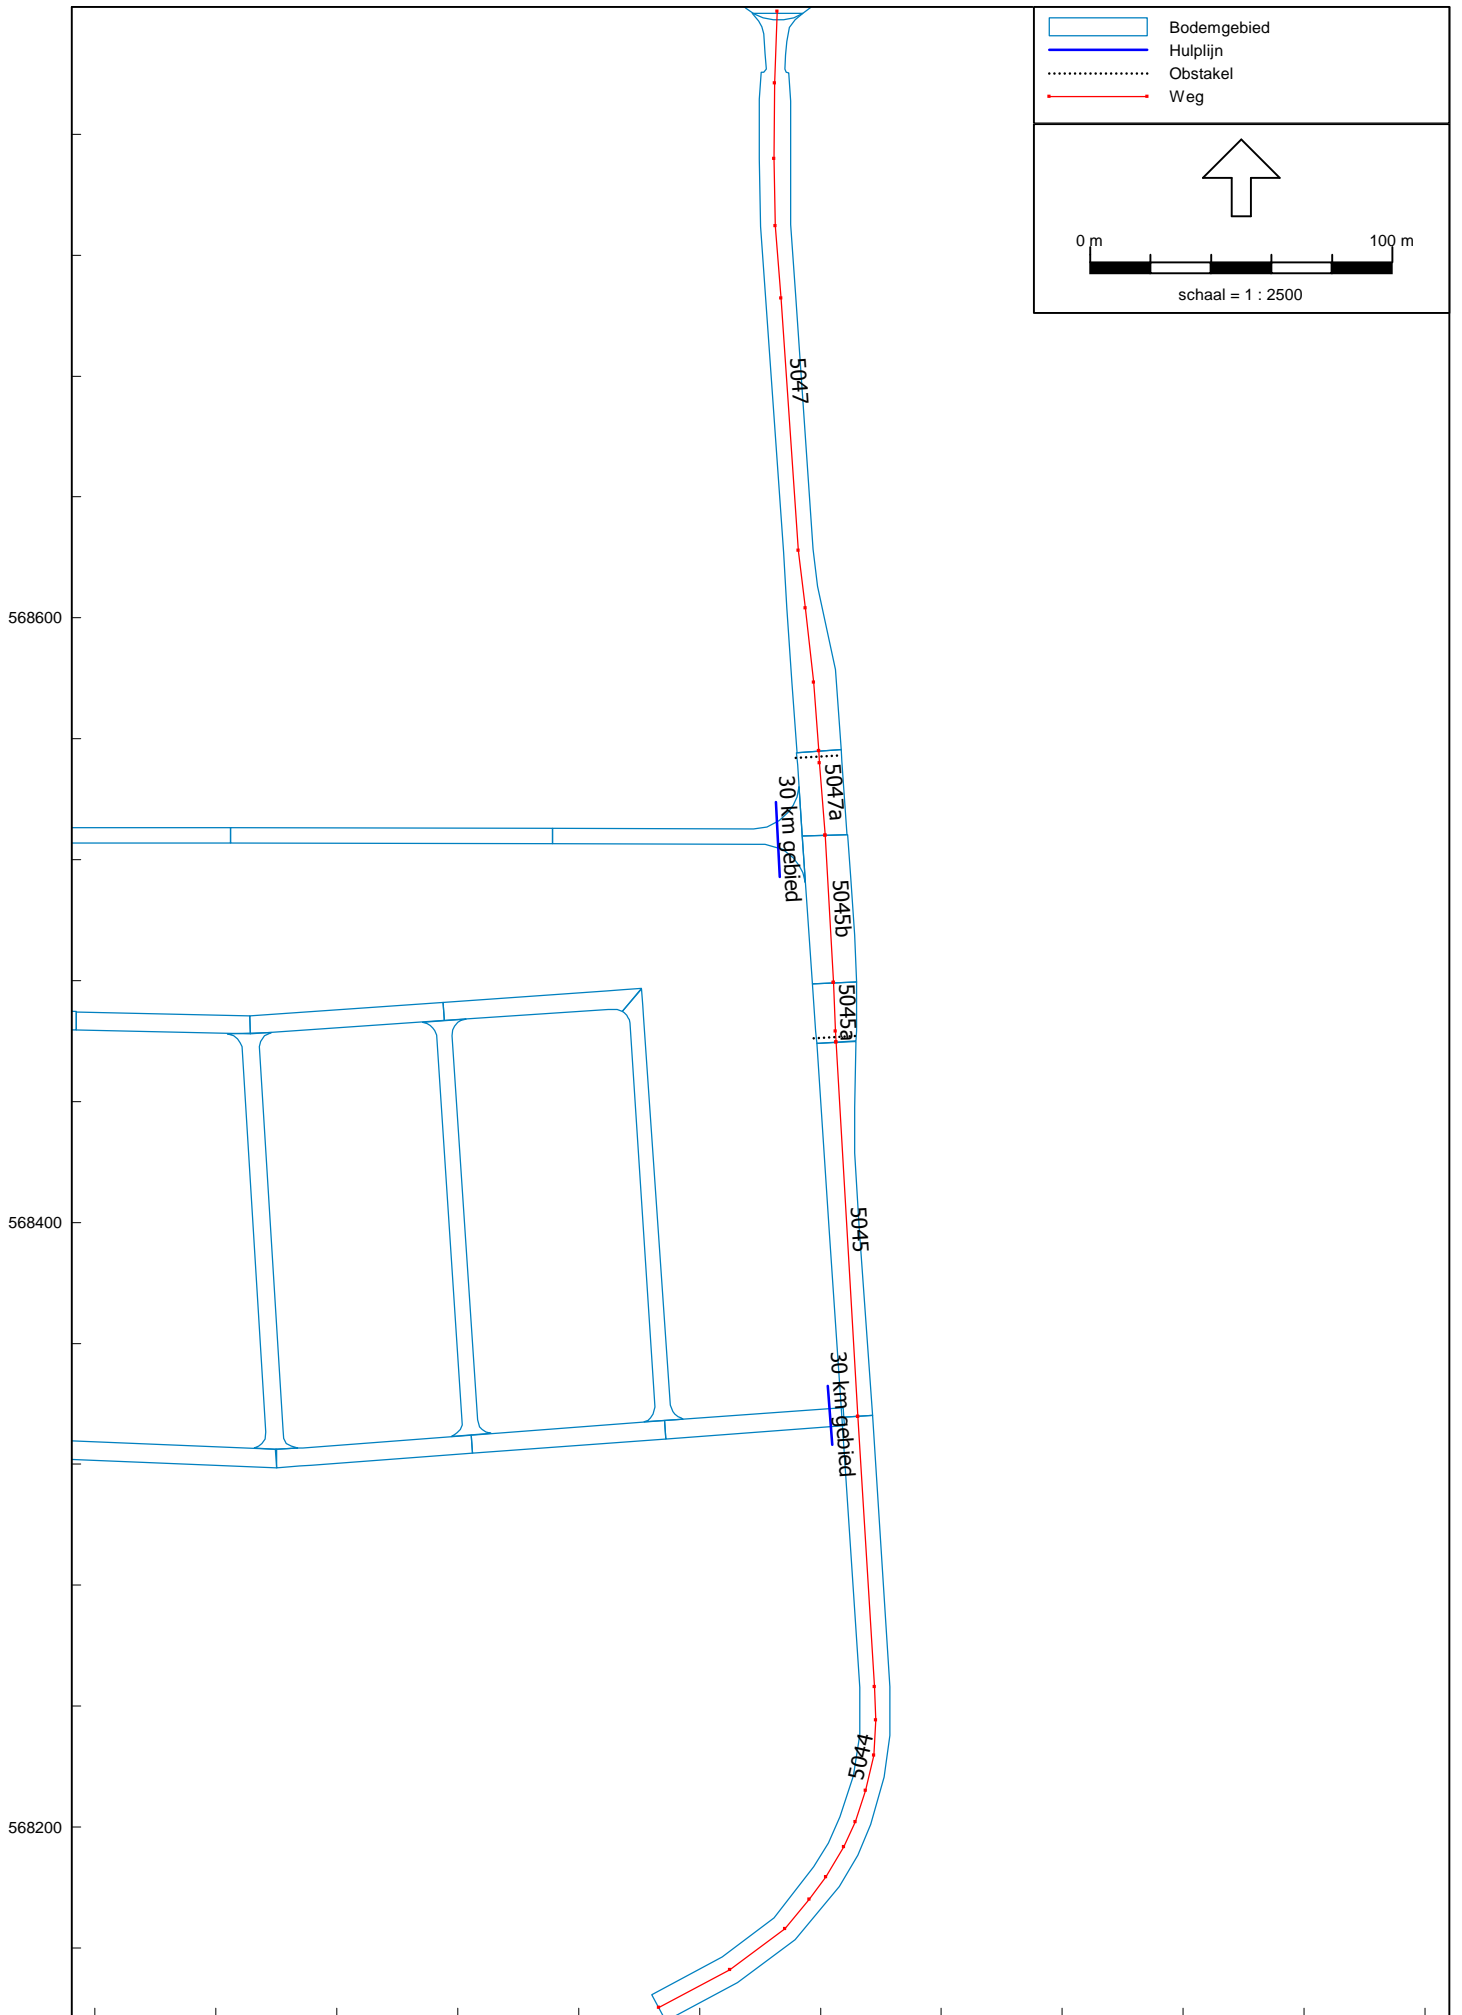 Bodemgebied
Hulplijn
Obstakel
Weg
0 m 100 m
schaal = 1 : 2500
5047
568600
5047a
30 km gebied
5045b
5045a
568400
5045
30 km gebied
5044
568200